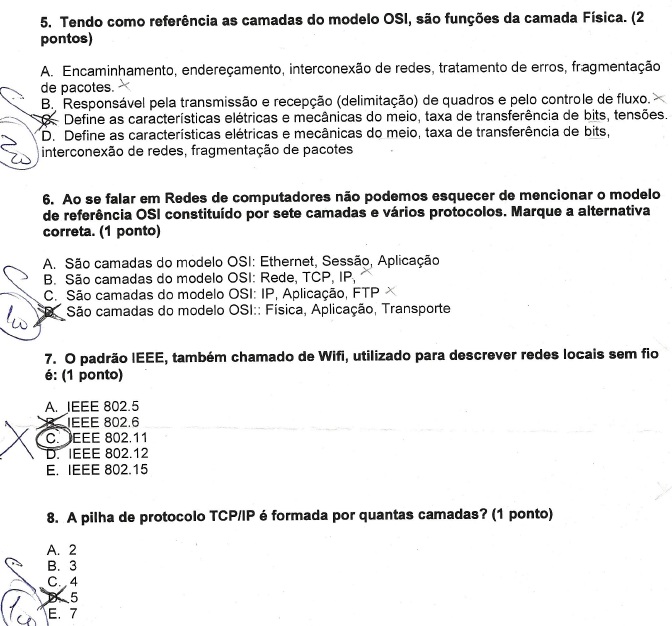 5. Tendo como referência as camadas do modelo OSI, são funções da camada Física. (2
pontos)
A. Encaminhamento, endereçamento, interconexão de redes, tratamento de erros, fragmentação
de pacotes.
B. Responsável pela transmissão e recepção (delimitação) de quadros e pelo controle de fluxo.
C. Define as características elétricas e mecânicas do meio, taxa de transferência de bits, tensões.
D. Define as características elétricas e mecânicas do meio, taxa de transferência de bits,
interconexão de redes, fragmentação de pacotes
6. Ao se falar em Redes de computadores não podemos esquecer de mencionar o modelo
de referência OSI constituído por sete camadas e vários protocolos. Marque a alternativa
correta. (1 ponto)
A. São camadas do modelo OSI: Ethernet, Sessão, Aplicação
B. São camadas do modelo OSI: Rede, TCP, IP,
C. São camadas do modelo OSI: IP, Aplicação, FTP
D. São camadas do modelo OSI:: Física, Aplicação, Transporte
7. O padrão IEEE, também chamado de Wifi, utilizado para descrever redes locais sem fio
é: (1 ponto)
A. IEEE 802.5
B. IEEE 802.6
C. IEEE 802.11
D. IEEE 802.12
E. IEEE 802.15
8. A pilha de protocolo TCP/IP é formada por quantas camadas? (1 ponto)
A. 2
B. 3
C. 4
D. 5
E. 7